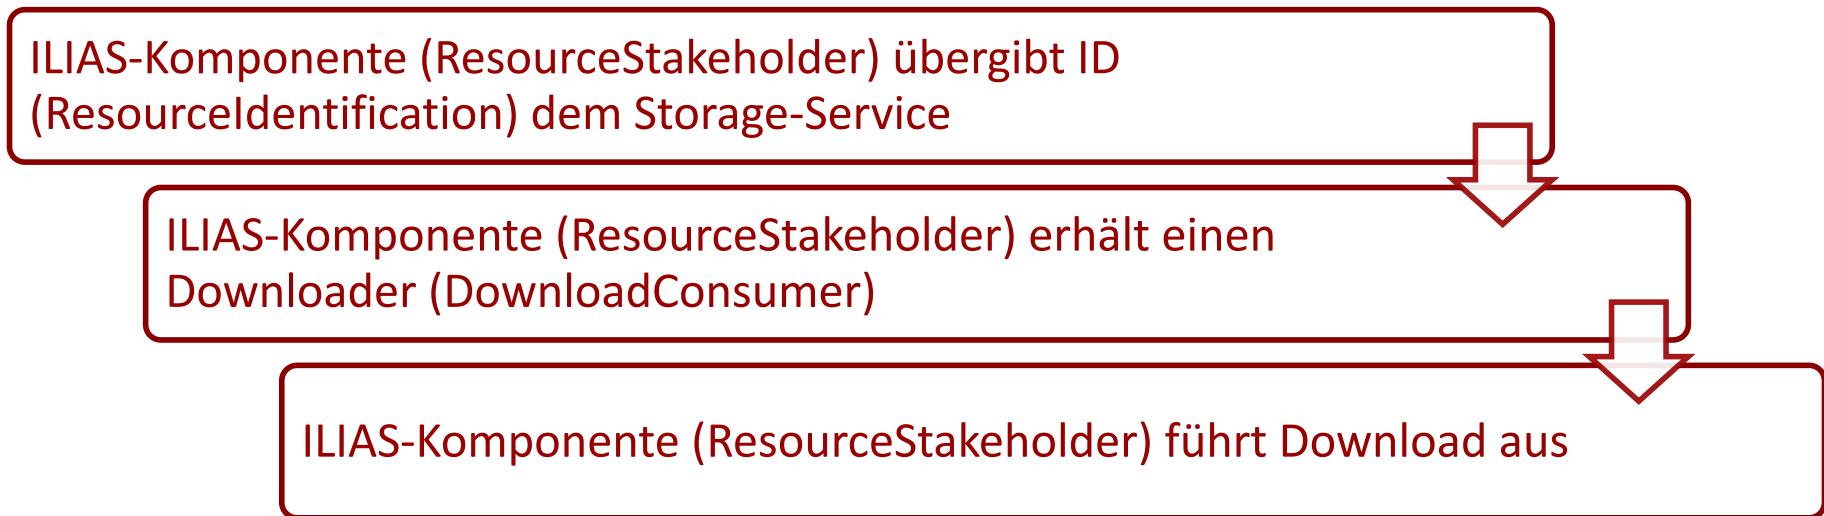 ILIAS-Komponente (ResourceStakeholder) übergibt ID
(ResourceIdentification) dem Storage-Service
ILIAS-Komponente (ResourceStakeholder) erhält einen
Downloader (DownloadConsumer)
ILIAS-Komponente (ResourceStakeholder) führt Download aus